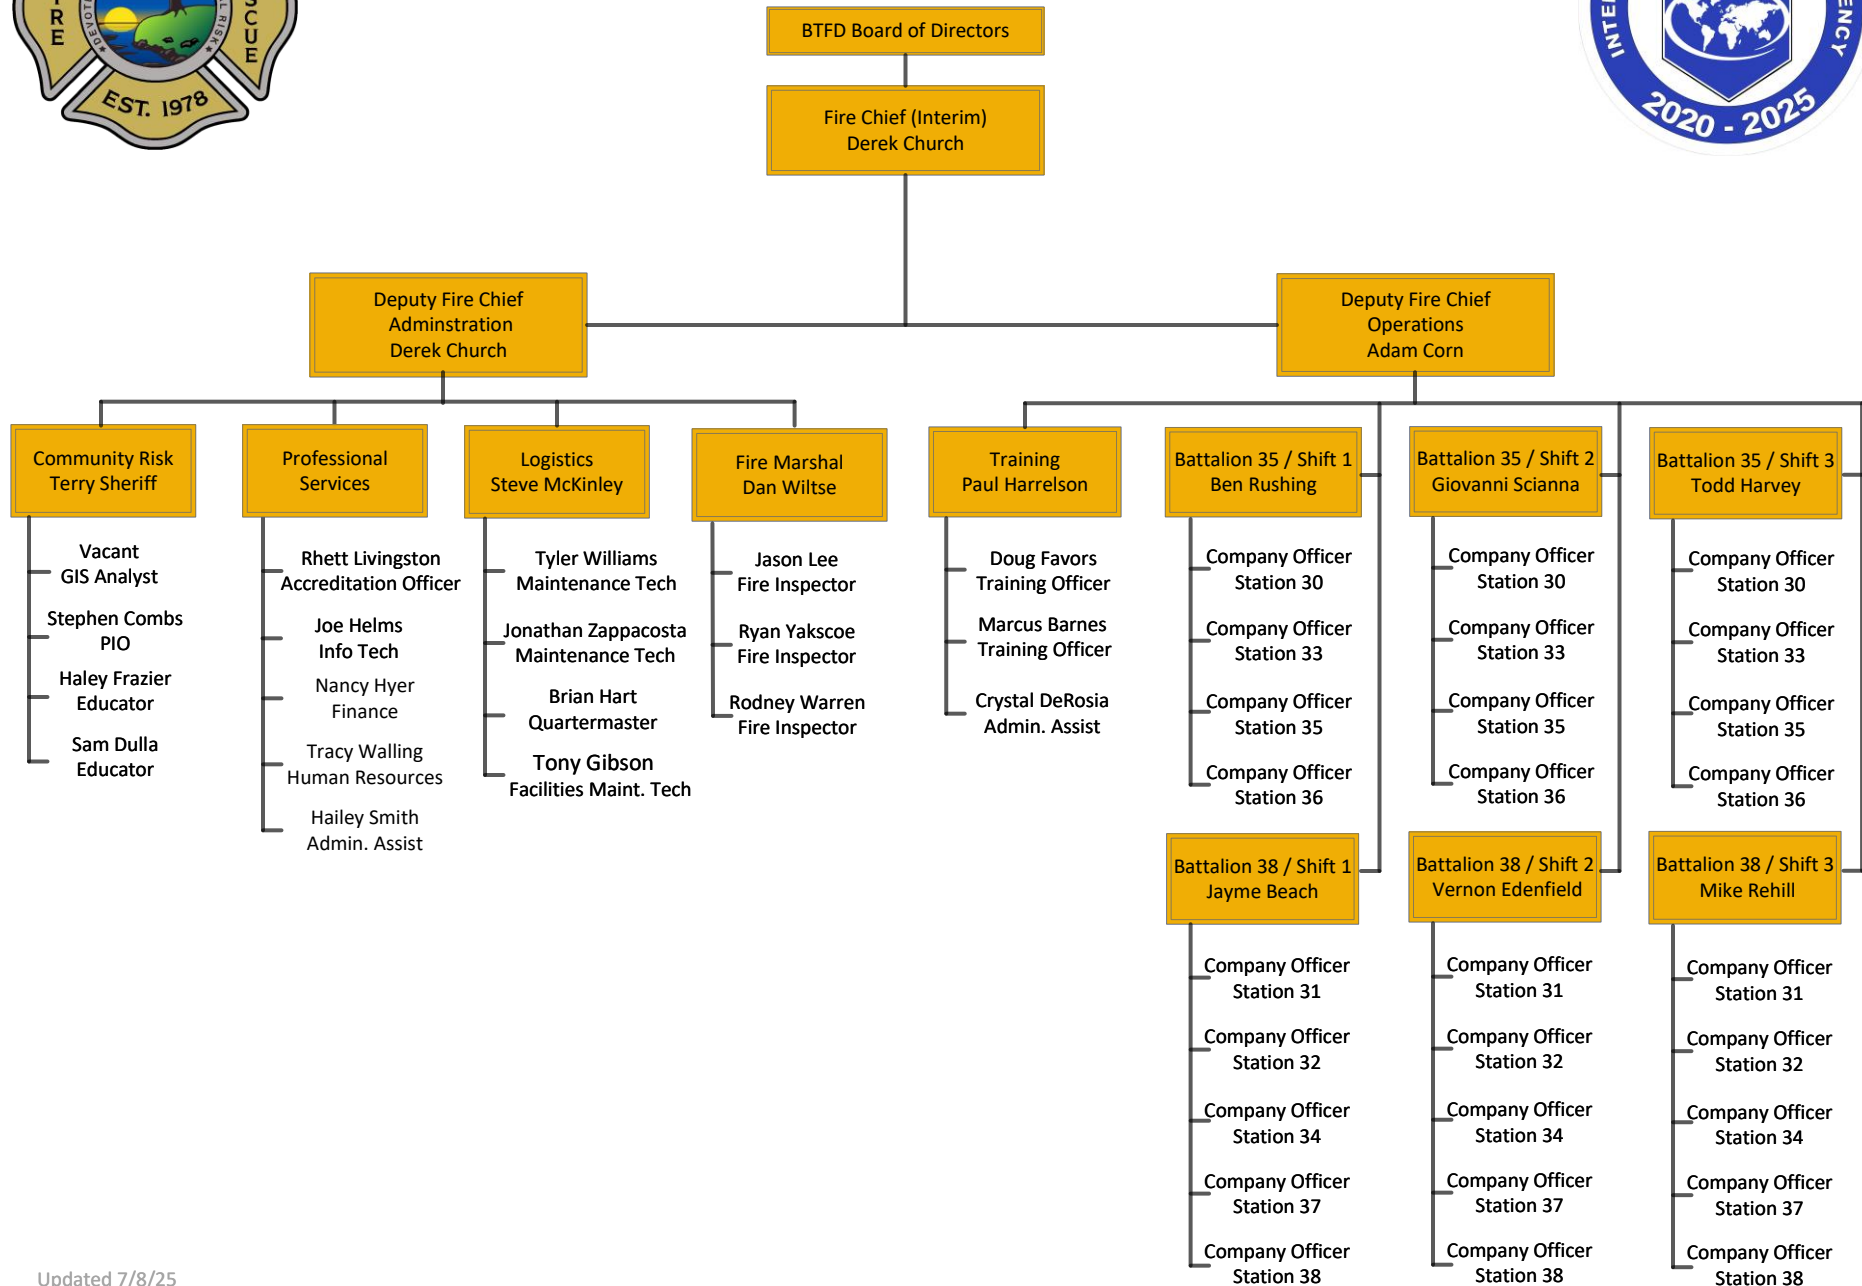 FIRE
SCUE
EST. 1978
2020 - 2025
BTFD Board of Directors
Fire Chief (Interim)
Derek Church
Deputy Fire Chief
Adminstration
Derek Church
Deputy Fire Chief
Operations
Adam Corn
Community Risk
Terry Sheriff
Vacant
GIS Analyst
Stephen Combs
PIO
Haley Frazier
Educator
Sam Dulla
Educator
Professional
Services
Rhett Livingston
Accreditation Officer
Joe Helms
Info Tech
Nancy Hyer
Finance
Tracy Walling
Human Resources
Hailey Smith
Admin. Assist
Logistics
Steve McKinley
Tyler Williams
Maintenance Tech
Jonathan Zappacosta
Maintenance Tech
Brian Hart
Quartermaster
Tony Gibson
Facilities Maint. Tech
Fire Marshal
Dan Wiltse
Jason Lee
Fire Inspector
Ryan Yakscoe
Fire Inspector
Rodney Warren
Fire Inspector
Training
Paul Harrelson
Doug Favors
Training Officer
Marcus Barnes
Training Officer
Crystal DeRosia
Admin. Assist
Battalion 35 / Shift 1
Ben Rushing
Company Officer
Station 30
Company Officer
Station 33
Company Officer
Station 35
Company Officer
Station 36
Battalion 35 / Shift 2
Giovanni Scianna
Company Officer
Station 30
Company Officer
Station 33
Company Officer
Station 35
Company Officer
Station 36
Battalion 35 / Shift 3
Todd Harvey
Company Officer
Station 30
Company Officer
Station 33
Company Officer
Station 35
Company Officer
Station 36
Battalion 38 / Shift 1
Jayme Beach
Company Officer
Station 31
Company Officer
Station 32
Company Officer
Station 34
Company Officer
Station 37
Company Officer
Station 38
Battalion 38 / Shift 2
Vernon Edenfield
Company Officer
Station 31
Company Officer
Station 32
Company Officer
Station 34
Company Officer
Station 37
Company Officer
Station 38
Battalion 38 / Shift 3
Mike Rehill
Company Officer
Station 31
Company Officer
Station 32
Company Officer
Station 34
Company Officer
Station 37
Company Officer
Station 38
Updated 7/8/25